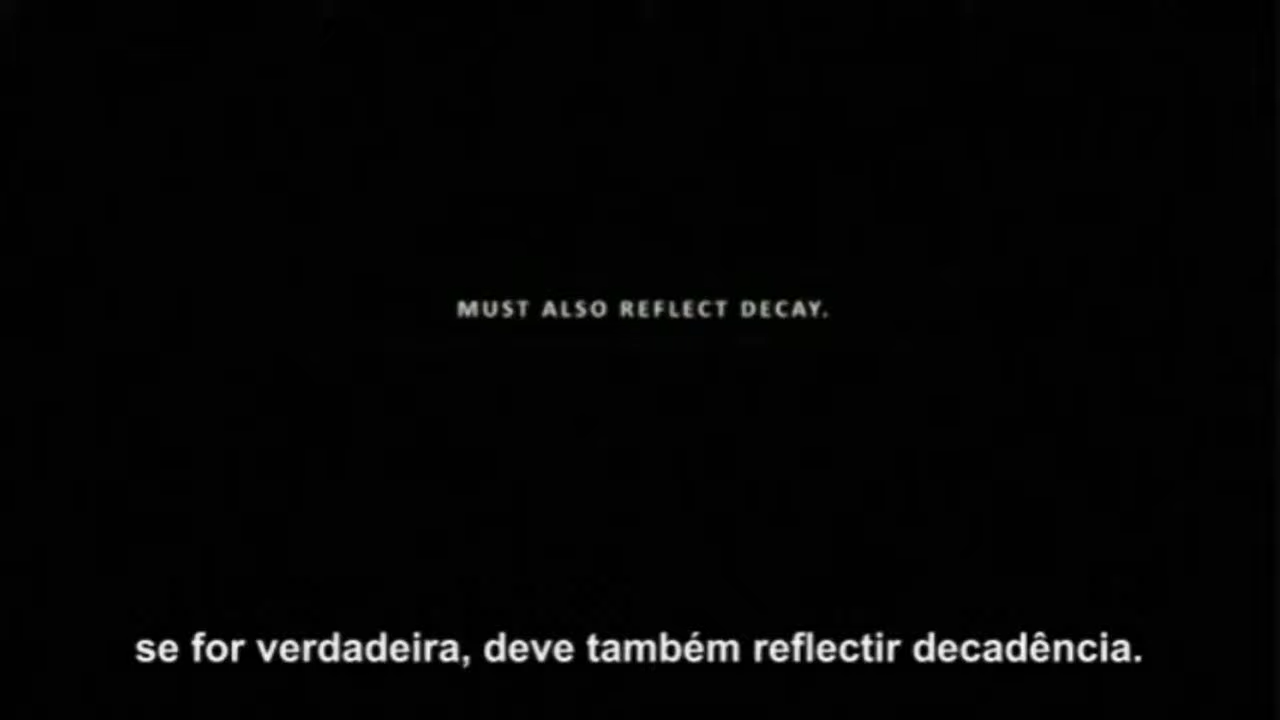 MUST ALSO REFLECT DECAY.
se for verdadeira, deve também reflectir decadência.